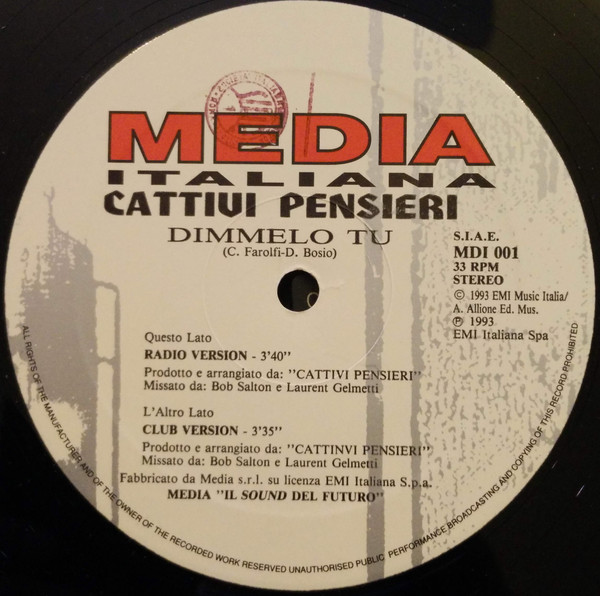 MEDIA
ITALIANA
CATTIVI PENSIERI
DIMMELO TU
(C. Farolfi-D. Bosio)
S.I.A.E.
MDI 001
33 RPM
STEREO
© 1993 EMI Music Italia/
A. Allione Ed. Mus.
℗ 1993
EMI Italiana Spa
Questo Lato
RADIO VERSION - 3'40''
Prodotto e arrangiato da: ''CATTIVI PENSIERI''
Missato da: Bob Salton e Laurent Gelmetti
L'Altro Lato
CLUB VERSION - 3'35''
Prodotto e arrangiato da: ''CATTINVI PENSIERI''
Missato da: Bob Salton e Laurent Gelmetti
Fabbricato da Media s.r.l. su licenza EMI Italiana S.p.a.
MEDIA ''IL SOUND DEL FUTURO''
ALL RIGHTS OF THE MANUFACTURER AND OF THE OWNER OF THE RECORDED WORK RESERVED UNAUTHORISED PUBLIC PERFORMANCE, BROADCASTING AND COPYING OF THIS RECORD PROHIBITED